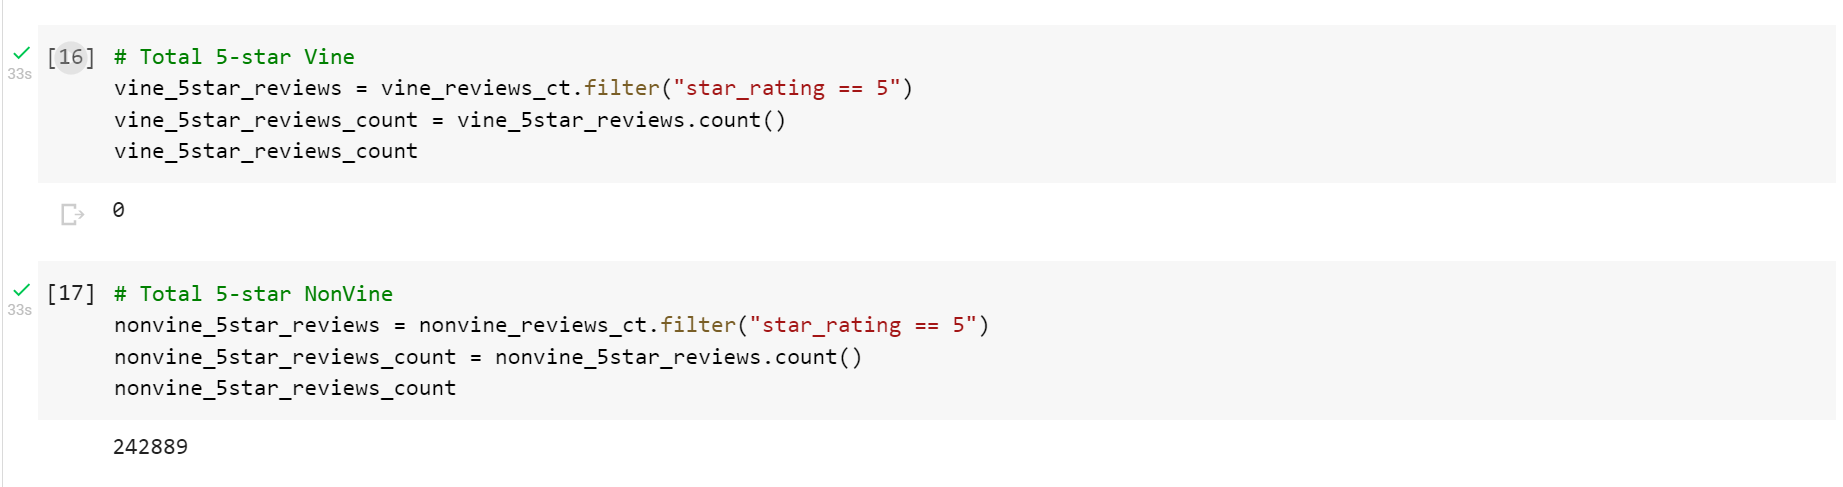 [16] # Total 5-star Vine
33s vine_5star_reviews = vine_reviews_ct.filter("star_rating == 5")
vine_5star_reviews_count = vine_5star_reviews.count()
vine_5star_reviews_count
0
[17] # Total 5-star NonVine
33s nonvine_5star_reviews = nonvine_reviews_ct.filter("star_rating == 5")
nonvine_5star_reviews_count = nonvine_5star_reviews.count()
nonvine_5star_reviews_count
242889